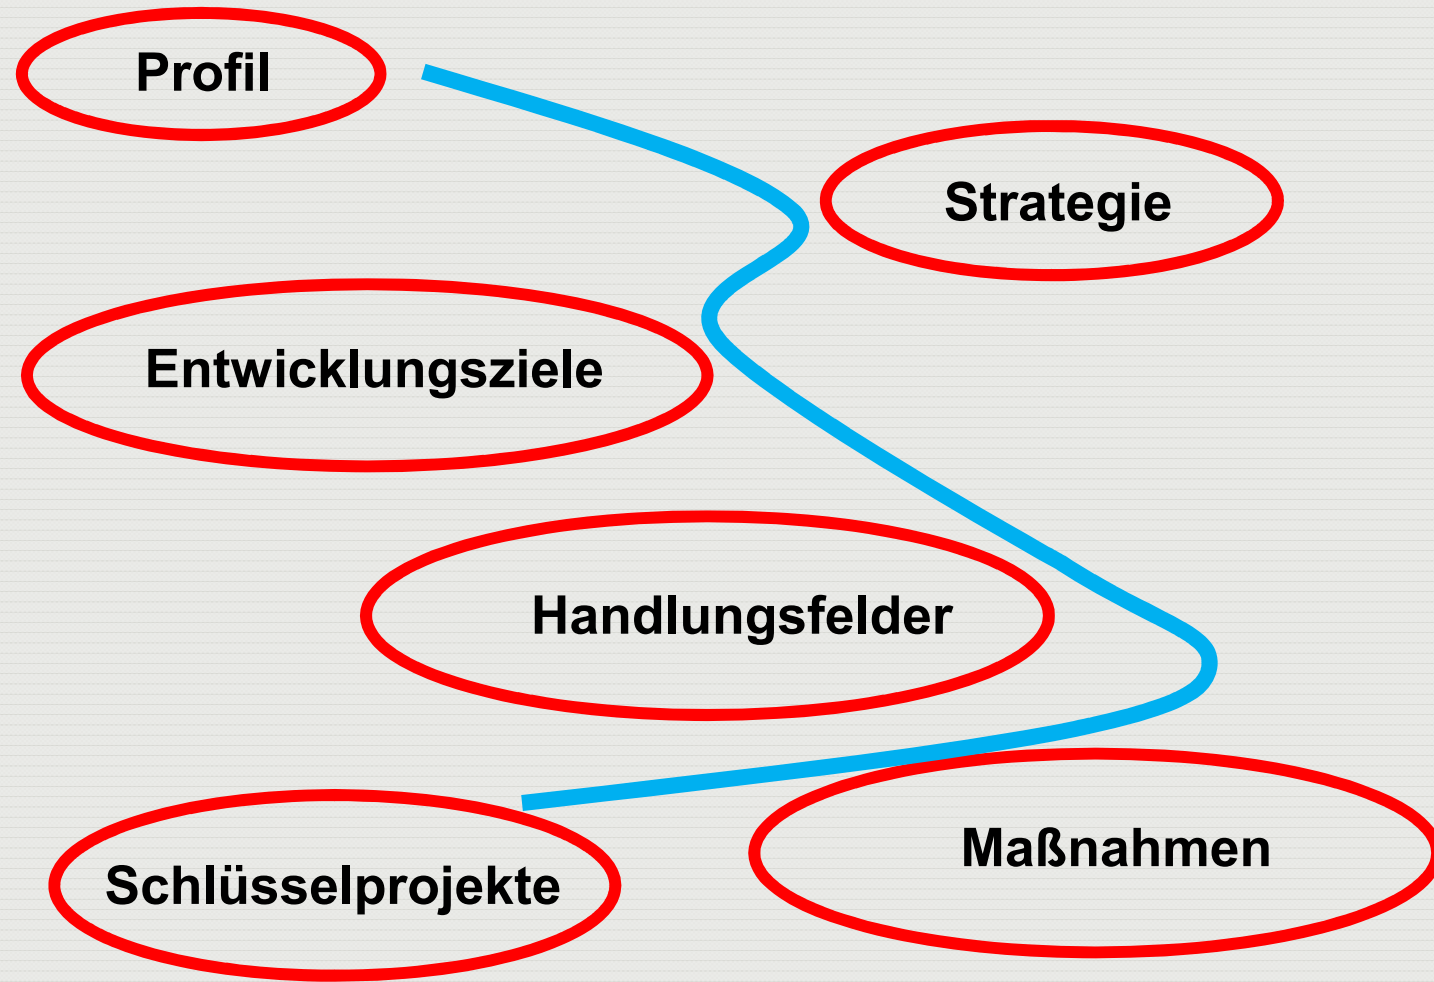 Profil
Strategie
Entwicklungsziele
Handlungsfelder
Maßnahmen
Schlüsselprojekte